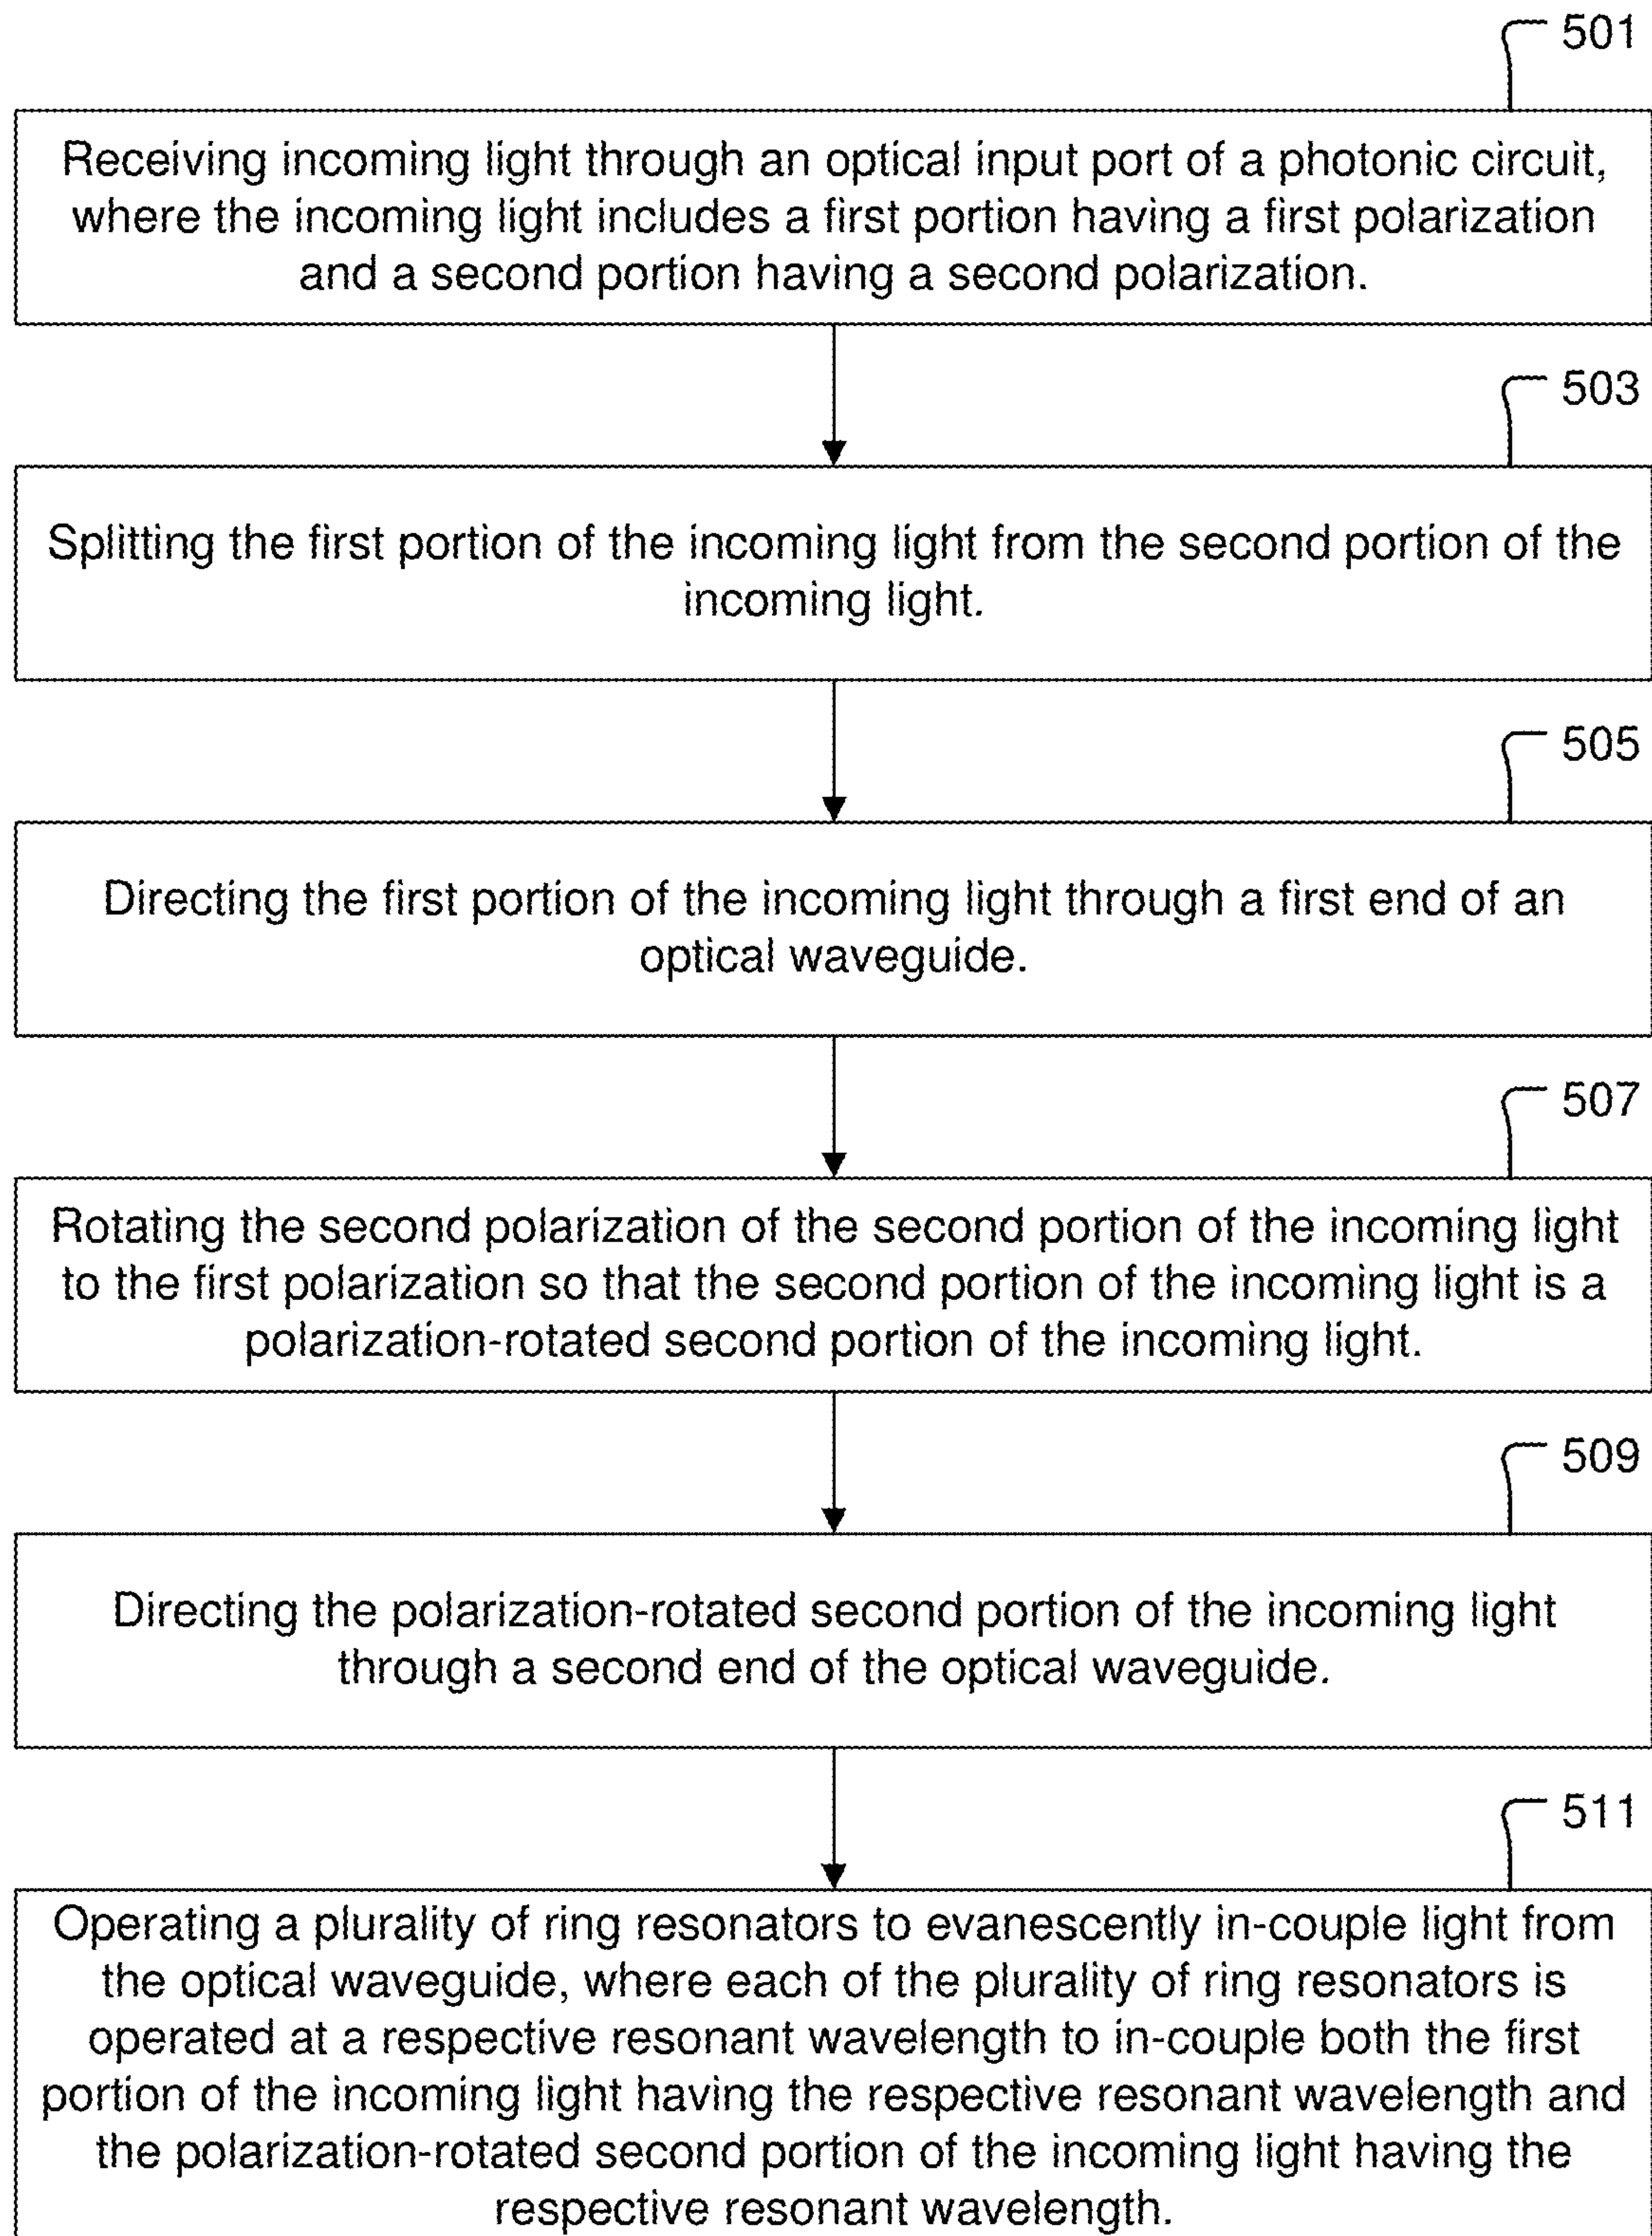 501
Receiving incoming light through an optical input port of a photonic circuit,
where the incoming light includes a first portion having a first polarization
and a second portion having a second polarization.
503
Splitting the first portion of the incoming light from the second portion of the
incoming light.
505
Directing the first portion of the incoming light through a first end of an
optical waveguide.
507
Rotating the second polarization of the second portion of the incoming light
to the first polarization so that the second portion of the incoming light is a
polarization-rotated second portion of the incoming light.
509
Directing the polarization-rotated second portion of the incoming light
through a second end of the optical waveguide.
511
Operating a plurality of ring resonators to evanescently in-couple light from
the optical waveguide, where each of the plurality of ring resonators is
operated at a respective resonant wavelength to in-couple both the first
portion of the incoming light having the respective resonant wavelength and
the polarization-rotated second portion of the incoming light having the
respective resonant wavelength.